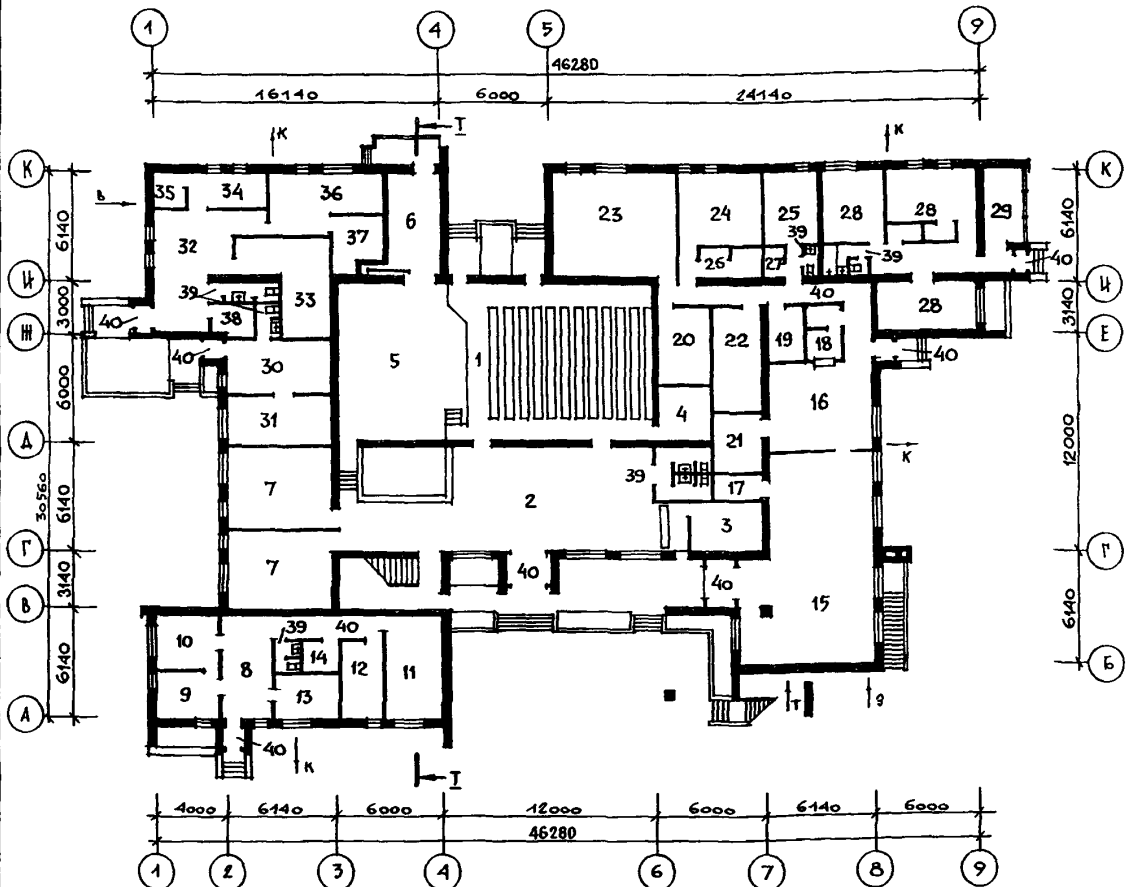 1 4 5 9
46280
16140 6000 24140
I
К К
К К
35 34 36 6 23 24 25 28 28 29
в
6140 6140
32 37 39 26 27 39 40
И И
39 33 40
3000 3140
40 38 20 22 19 18 28
Ж Е
40 30 5 1 40
4 16
6000 31 12000
21
Д К
39
7 2 17
30560 6140 3
Г Г
7 40 40
3140 15
В
39 40 6140
10
8 14 12 11
6140 9 13
Б
А т з
40 К
I
4000 6140 6000 12000 6000 6140 6000
46280
1 2 3 4 6 7 8 9